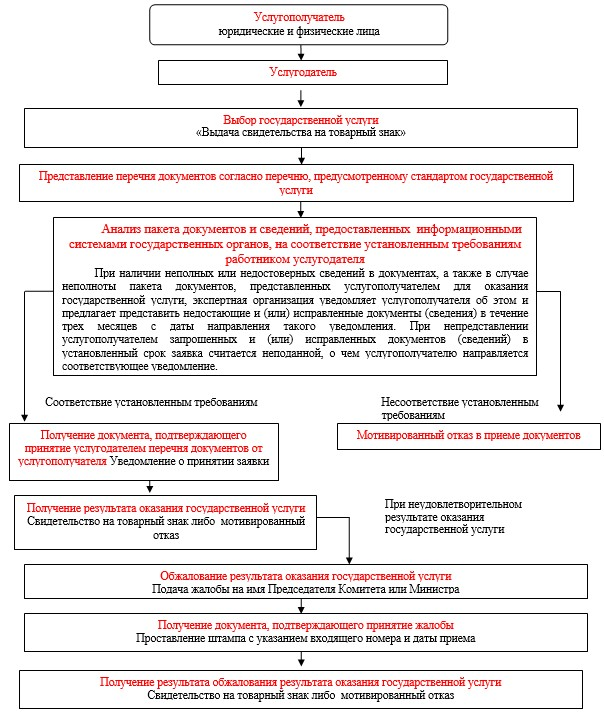 Услугополучатель
юридические и физические лица
Услугодатель
Выбор государственной услуги
«Выдача свидетельства на товарный знак»
Представление перечня документов согласно перечню, предусмотренному стандартом государственной
услуги
Анализ пакета документов и сведений, предоставленных информационными
системами государственных органов, на соответствие установленным требованиям
работником услугодателя
При наличии неполных или недостоверных сведений в документах, а также в случае
неполноты пакета документов, представленных услугополучателем для оказания
государственной услуги, экспертная организация уведомляет услугополучателя об этом и
предлагает представить недостающие и (или) исправленные документы (сведения) в течение
трех месяцев с даты направления такого уведомления. При непредставлении
услугополучателем запрошенных и (или) исправленных документов (сведений) в
установленный срок заявка считается неподанной, о чем услугополучателю направляется
соответствующее уведомление.
Соответствие установленным требованиям
Несоответствие установленным
требованиям
Получение документа, подтверждающего
принятие услугодателем перечня документов от
услугополучателя Уведомление о принятии заявки
Мотивированный отказ в приеме документов
Получение результата оказания государственной услуги
Свидетельство на товарный знак либо мотивированный
отказ
При неудовлетворительном
результате оказания
государственной услуги
Обжалование результата оказания государственной услуги
Подача жалобы на имя Председателя Комитета или Министра
Получение документа, подтверждающего принятие жалобы
Проставление штампа с указанием входящего номера и даты приема
Получение результата обжалования результата оказания государственной услуги
Свидетельство на товарный знак либо мотивированный отказ